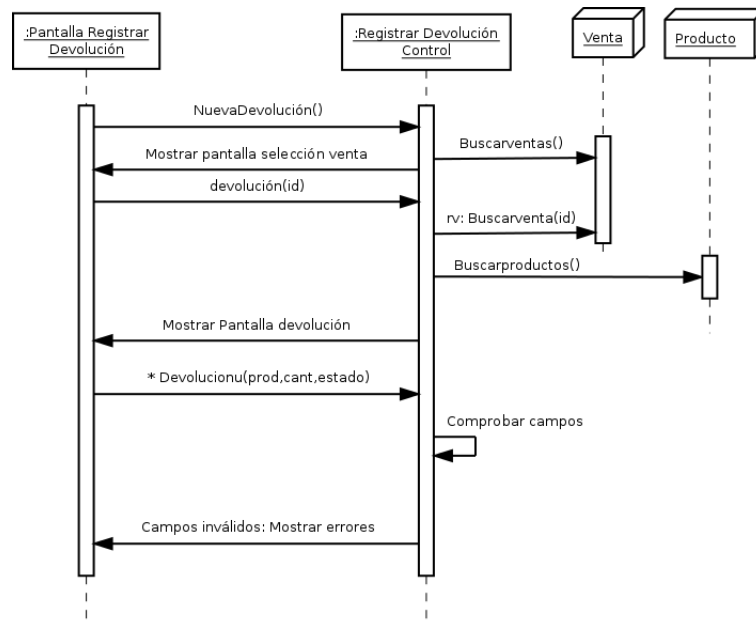 :Pantalla Registrar
Devolución
:Registrar Devolución
Control
Venta
Producto
NuevaDevolución()
Buscarventas()
Mostrar pantalla selección venta
devolución(id)
rv: Buscarventa(id)
Buscarproductos()
Mostrar Pantalla devolución
* Devolucionu(prod,cant,estado)
Comprobar campos
Campos inválidos: Mostrar errores